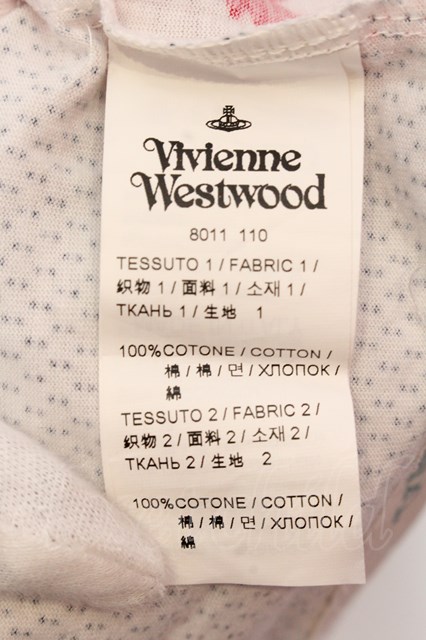 Vivienne
Westwood
8011 110
TESSUTO 1 / FABRIC 1 /
织物 1 / 面料 1 / 소재 1 /
ТКАНЬ 1 / 生地 1
100%COTONE / COTTON /
棉 / 棉 / 면 / ХЛОПОК /
綿
TESSUTO 2 / FABRIC 2 /
织物 2 / 面料 2 / 소재 2 /
ТКАНЬ 2 / 生地 2
100%COTONE / COTTON /
棉 / 棉 / 면 / ХЛОПОК /
綿